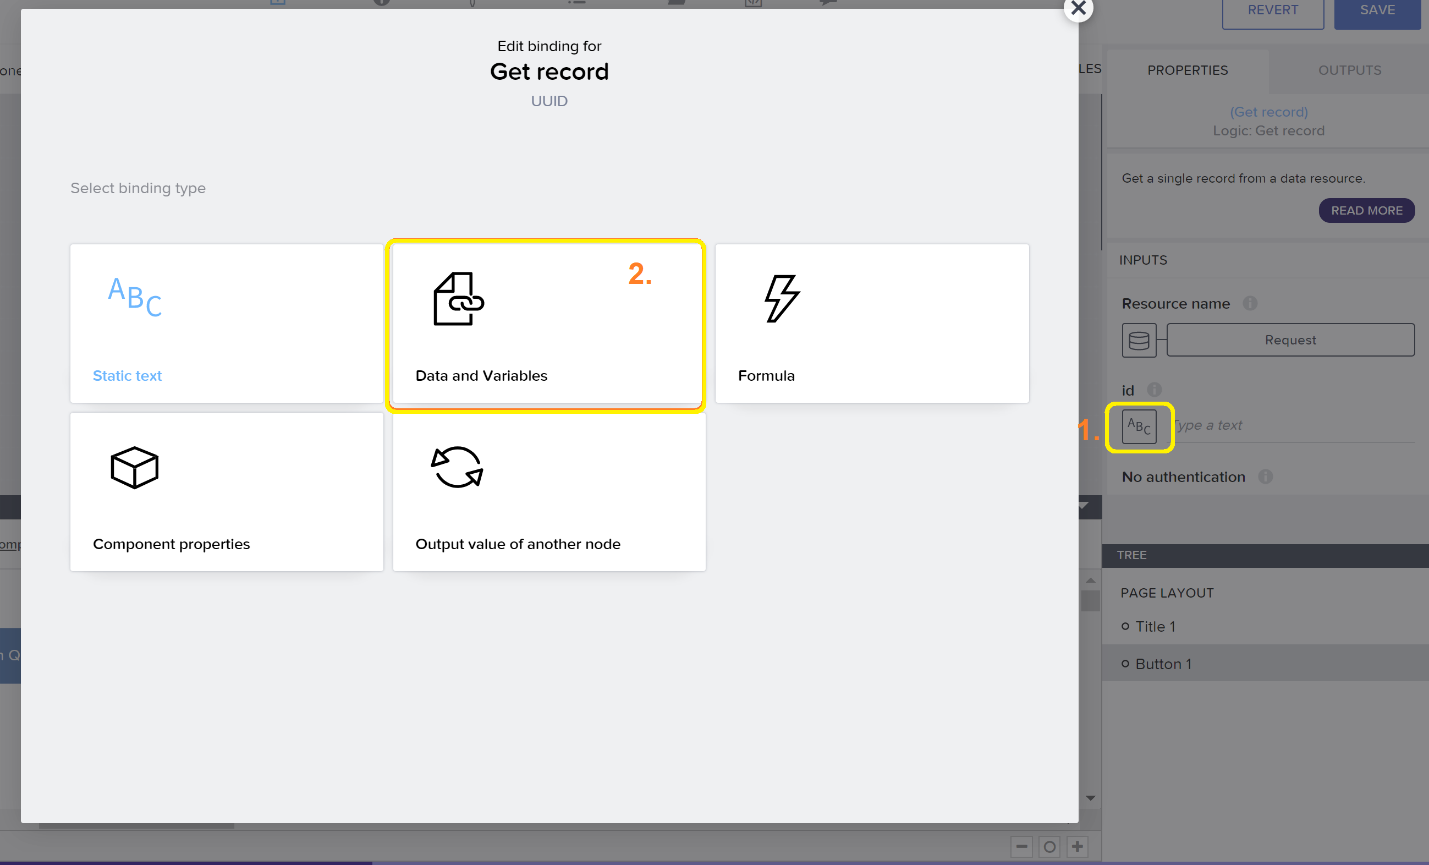 REVERT
SAVE
Edit binding for
Get record
UUID
LES
PROPERTIES
OUTPUTS
(Get record)
Logic: Get record
Get a single record from a data resource.
READ MORE
Select binding type
ABC
Static text
2.
Data and Variables
Formula
Component properties
Output value of another node
INPUTS
Resource name
Request
id
1.
ABC
Type a text
No authentication
TREE
PAGE LAYOUT
Title 1
Button 1